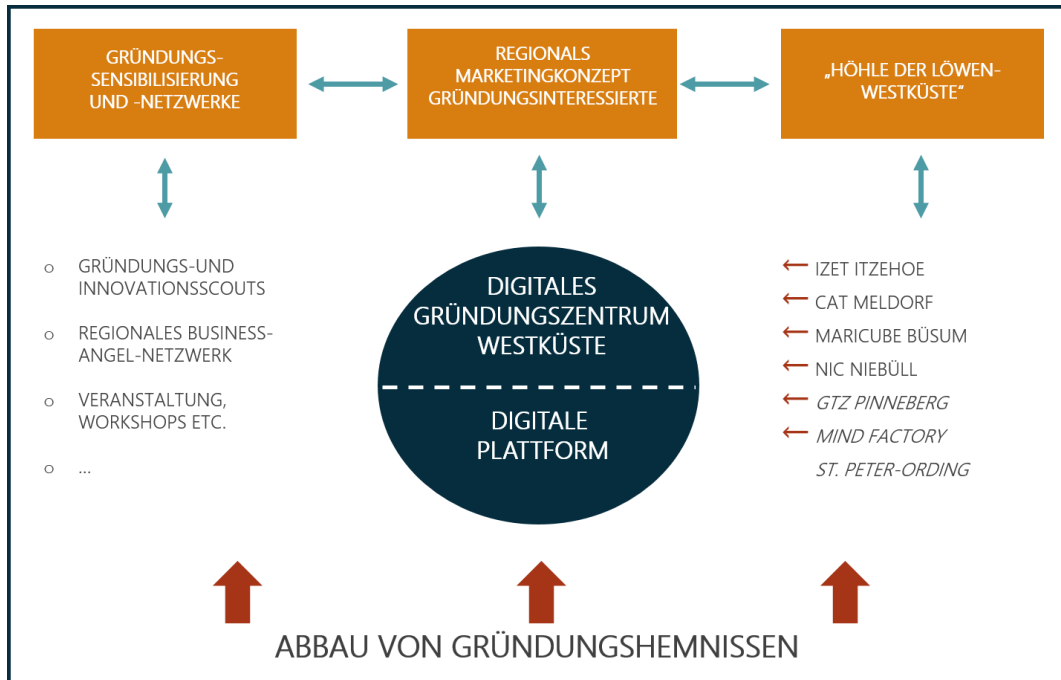 GRÜNDUNGS-
SENSIBILISIERUNG
UND -NETZWERKE
REGIONALS
MARKETINGKONZEPT
GRÜNDUNGSINTERESSIERTE
„HÖHLE DER LÖWEN-
WESTKÜSTE“
GRÜNDUNGS-UND
INNOVATIONSSCOUTS
REGIONALES BUSINESS-
ANGEL-NETZWERK
VERANSTALTUNG,
WORKSHOPS ETC.
...
DIGITALES
GRÜNDUNGSZENTRUM
WESTKÜSTE
DIGITALE
PLATTFORM
IZET ITZEHOE
CAT MELDORF
MARICUBE BÜSUM
NIC NIEBÜLL
GTZ PINNEBERG
MIND FACTORY
ST. PETER-ORDING
ABBAU VON GRÜNDUNGSHEMNISSEN